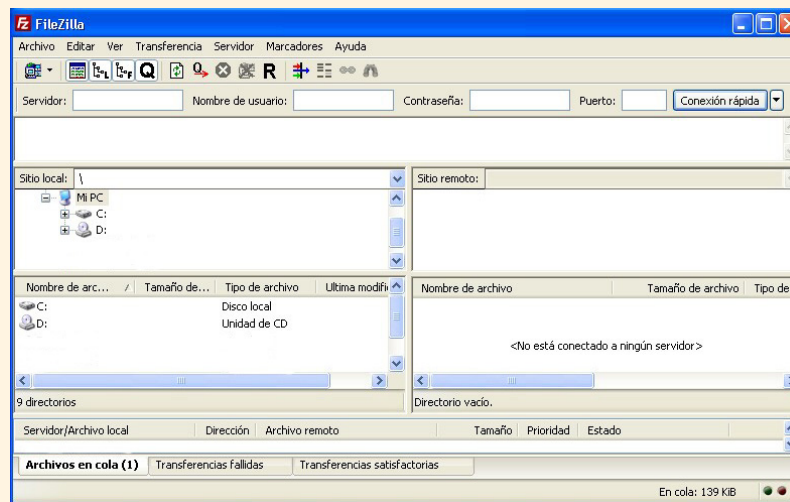 FileZilla
Archivo Editar Ver Transferencia Servidor Marcadores Ayuda
Servidor: Nombre de usuario: Contraseña: Puerto: Conexión rápida
Sitio local: \ Sitio remoto:
Mi PC
C:
D:
Nombre de arc... / Tamaño de... Tipo de archivo Ultima modifi Nombre de archivo Tamaño de archivo Tipo de
C: Disco local
D: Unidad de CD
<No está conectado a ningún servidor>
9 directorios Directorio vacío.
Servidor/Archivo local Dirección Archivo remoto Tamaño Prioridad Estado
Archivos en cola (1) Transferencias fallidas Transferencias satisfactorias
En cola: 139 KiB